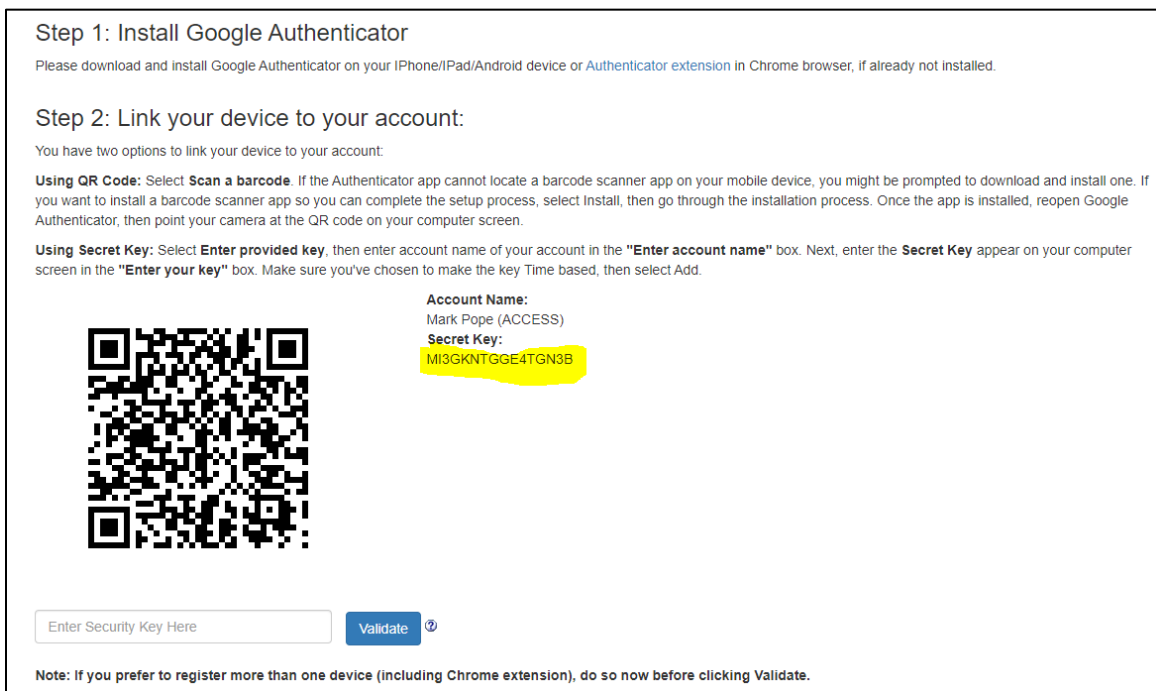 Step 1: Install Google Authenticator
Please download and install Google Authenticator on your IPhone/IPad/Android device or Authenticator extension in Chrome browser, if already not installed.
Step 2: Link your device to your account:
You have two options to link your device to your account:
Using QR Code: Select Scan a barcode. If the Authenticator app cannot locate a barcode scanner app on your mobile device, you might be prompted to download and install one. If
you want to install a barcode scanner app so you can complete the setup process, select Install, then go through the installation process. Once the app is installed, reopen Google
Authenticator, then point your camera at the QR code on your computer screen.
Using Secret Key: Select Enter provided key, then enter account name of your account in the "Enter account name" box. Next, enter the Secret Key appear on your computer
screen in the "Enter your key" box. Make sure you've chosen to make the key Time based, then select Add.
Account Name:
Mark Pope (ACCESS)
Secret Key:
MI3GKNTGGE4TGN3B
Enter Security Key Here
Validate ?
Note: If you prefer to register more than one device (including Chrome extension), do so now before clicking Validate.